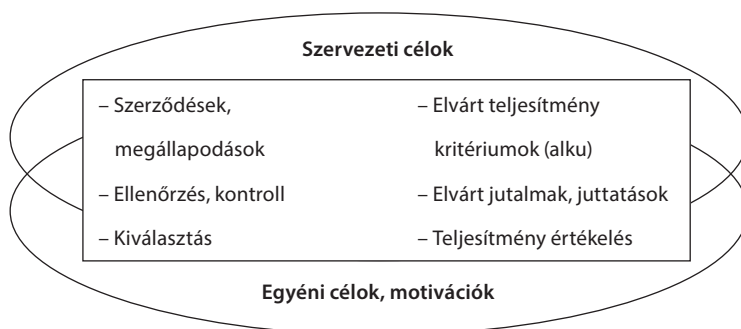 Szervezeti célok
– Szerződések,
megállapodások
– Ellenőrzés, kontroll
– Kiválasztás
– Elvárt teljesítmény
kritériumok (alku)
– Elvárt jutalmak, juttatások
– Teljesítmény értékelés
Egyéni célok, motivációk